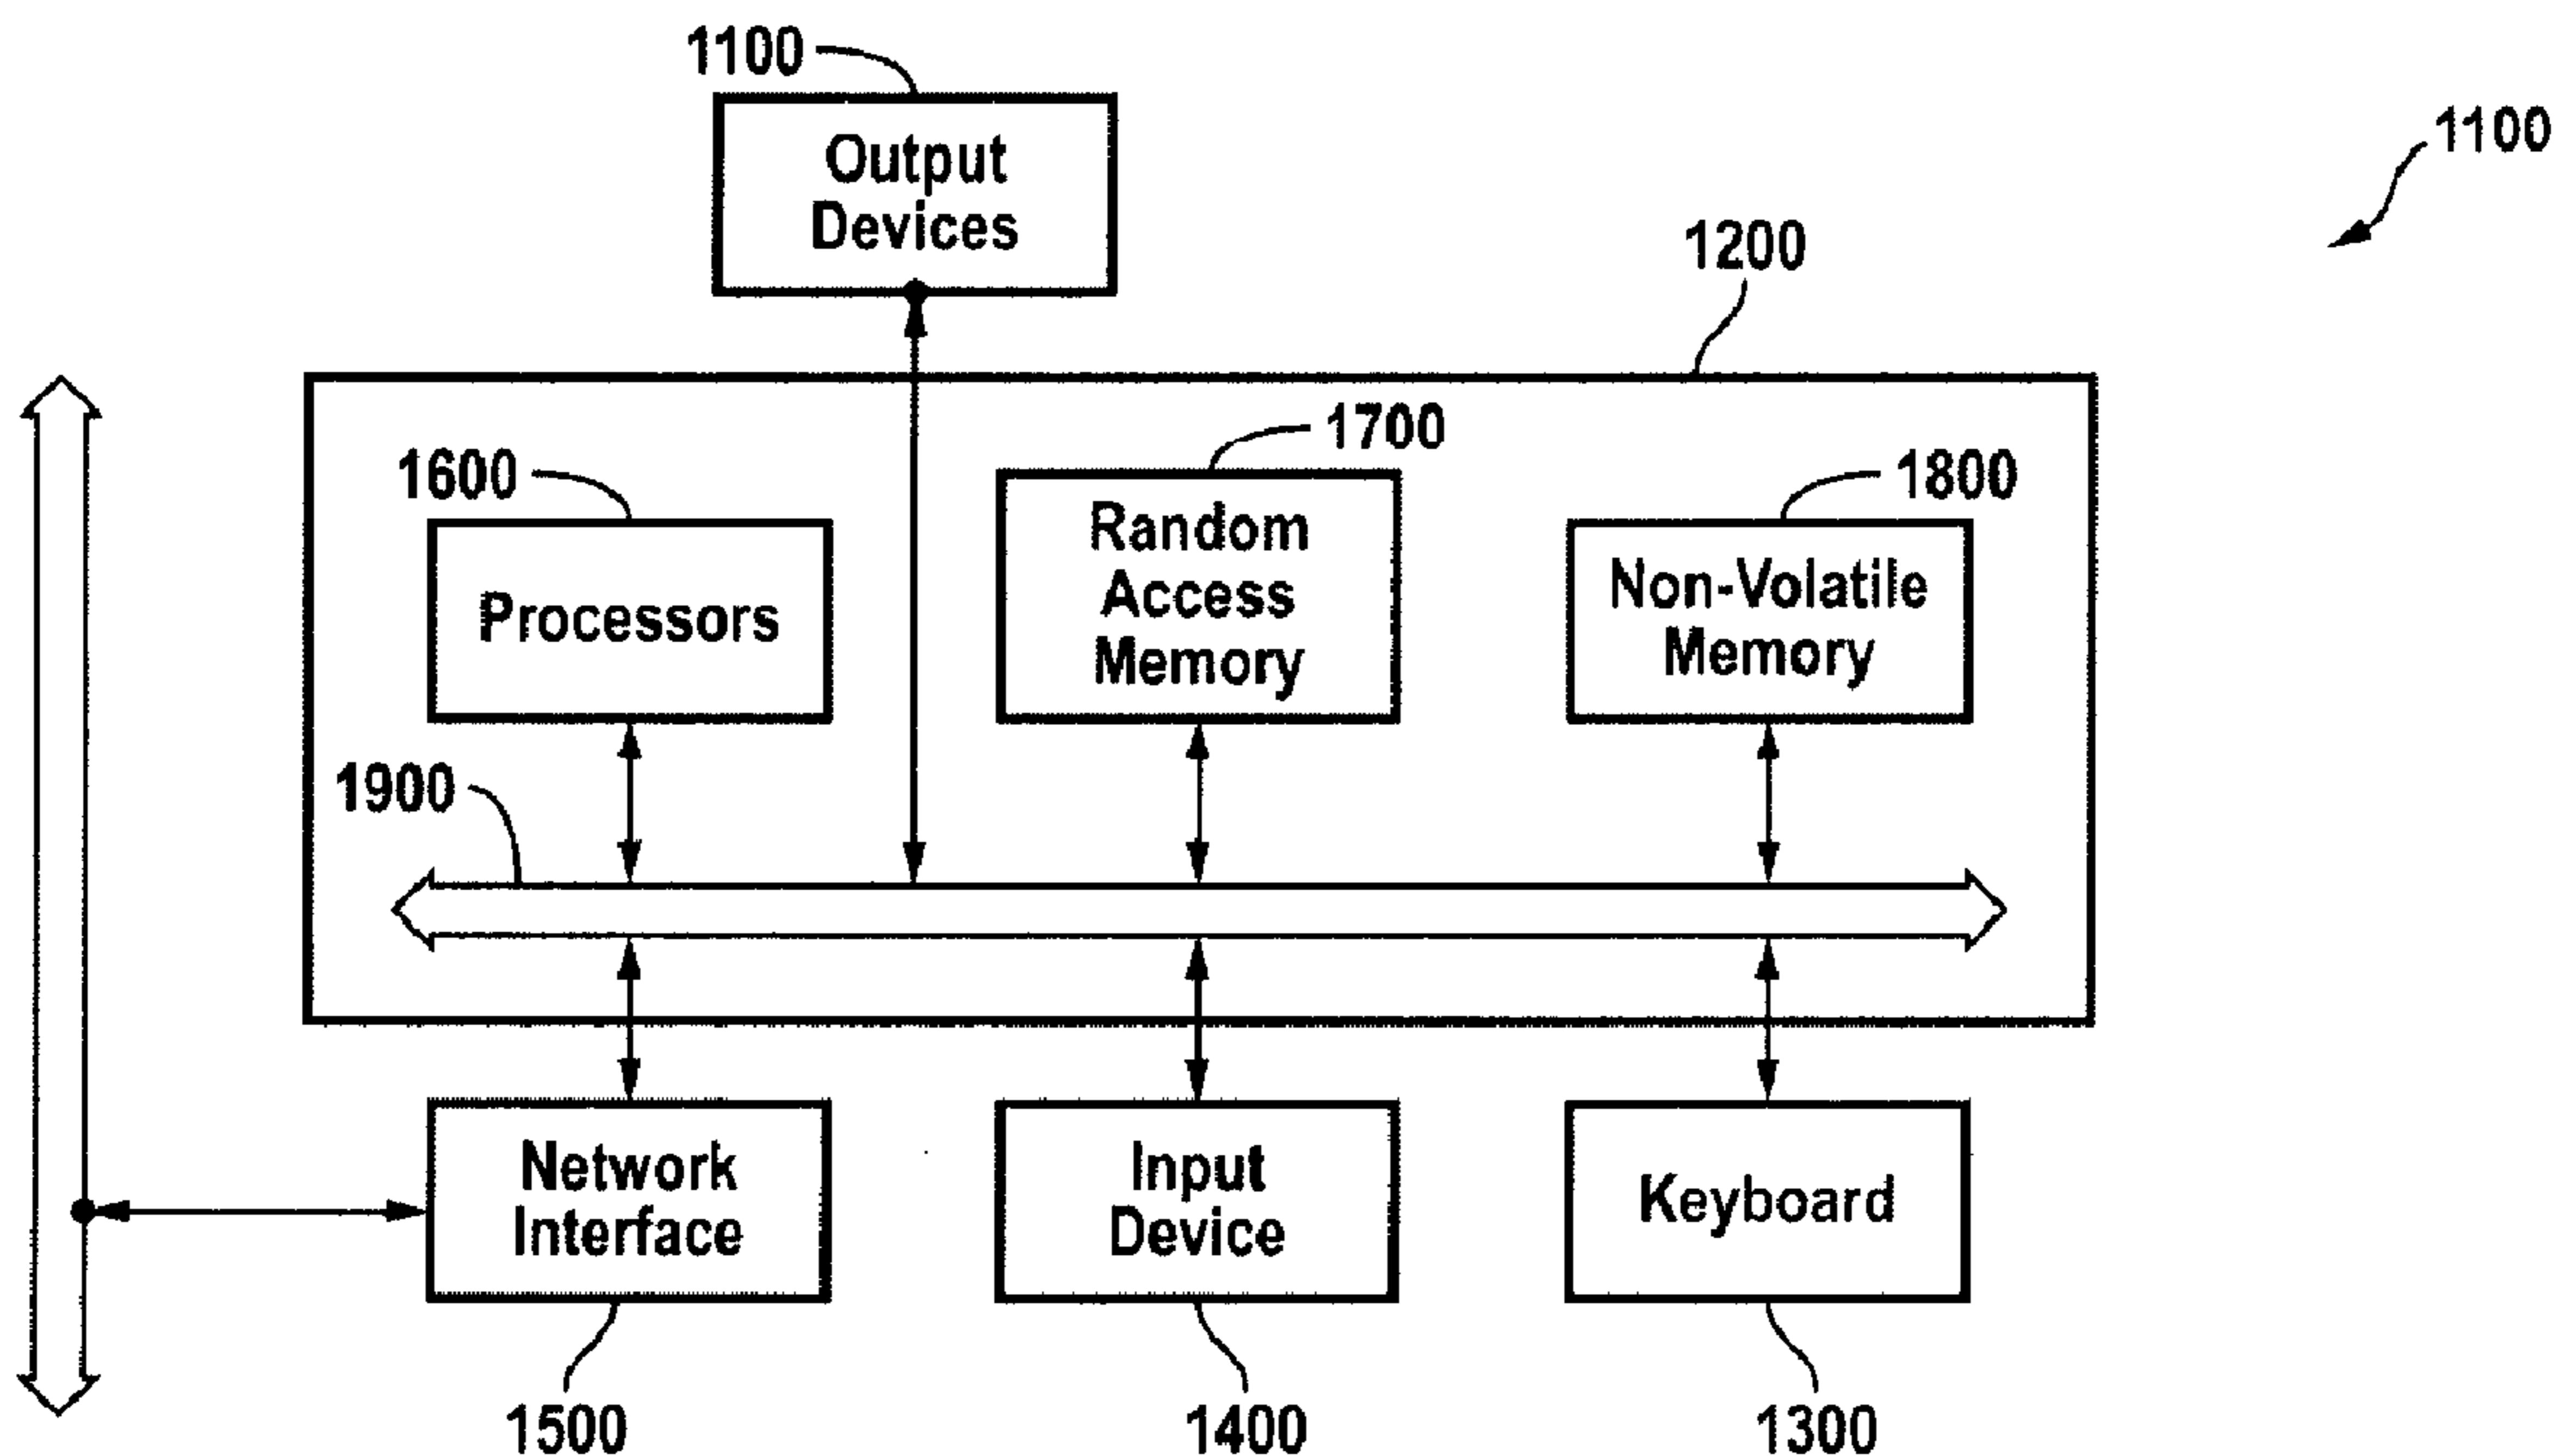 1100
Output
Devices
1100
1200
1700
1600
1800
Random
Access
Memory
Non-Volatile
Memory
Processors
1900
Network
Interface
Input
Device
Keyboard
1500
1400
1300